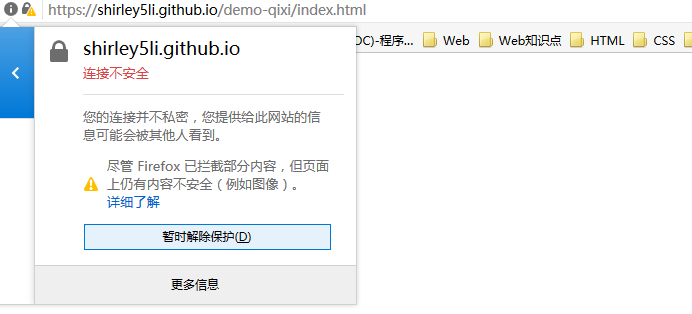 https://shirley5li.github.io/demo-qixi/index.html
shirley5li.github.io
连接不安全
DC)-程序... Web Web知识点 HTML CSS
您的连接并不私密，您提供给此网站的信
息可能会被其他人看到。
尽管 Firefox 已拦截部分内容，但页面
上仍有内容不安全（例如图像）。
详细了解
暂时解除保护(D)
更多信息